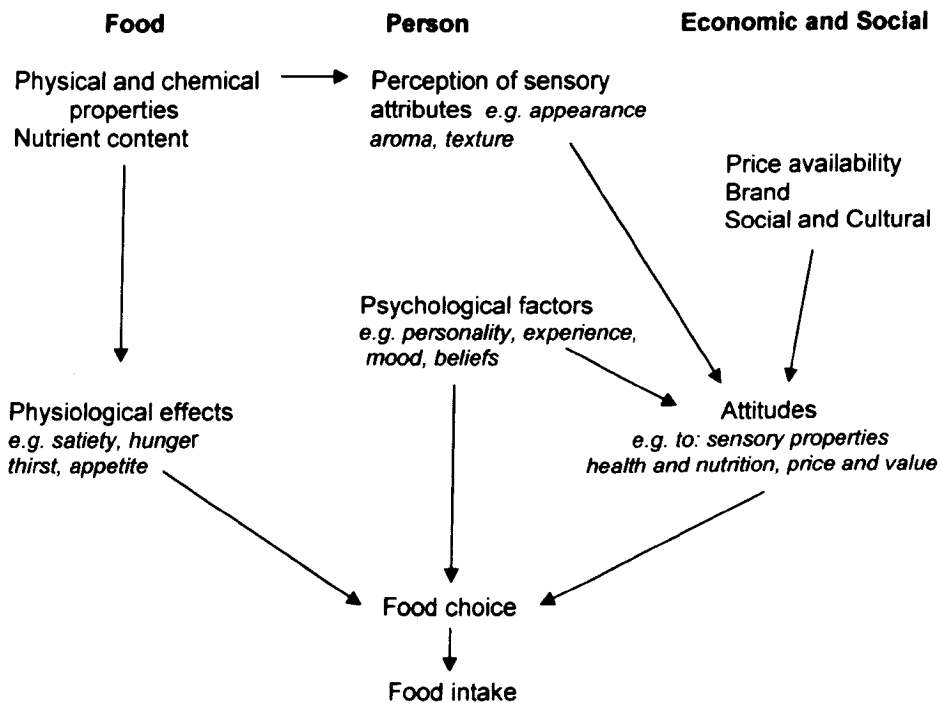 Food
Person
Economic and Social
Physical and chemical
properties
Nutrient content
Perception of sensory
attributes e.g. appearance
aroma, texture
Price availability
Brand
Social and Cultural
Psychological factors
e.g. personality, experience,
mood, beliefs
Physiological effects
e.g. satiety, hunger
thirst, appetite
Attitudes
e.g. to: sensory properties
health and nutrition, price and value
Food choice
Food intake